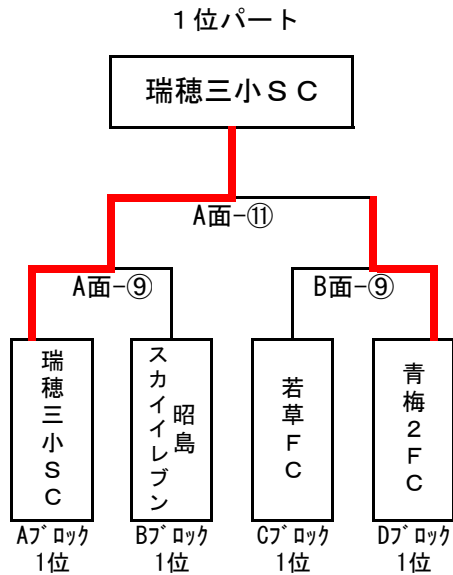 1位パート
瑞穂三小SC
A面-⑪
A面-⑨
B面-⑨
瑞穂三小SC
昭島
スカイイレブン
若草FC
青梅2FC
Aブロック
1位
Bブロック
1位
Cブロック
1位
Dブロック
1位